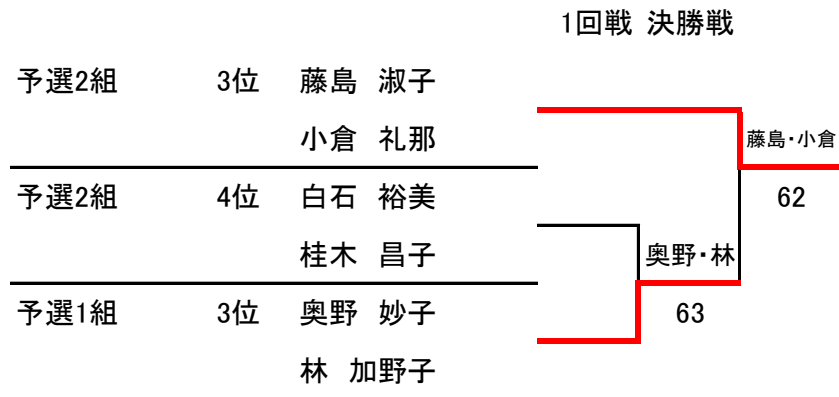 1回戦 決勝戦
予選2組 3位 藤島 淑子
小倉 礼那
藤島・小倉
予選2組 4位 白石 裕美
62
桂木 昌子
奥野・林
予選1組 3位 奥野 妙子
63
林 加野子